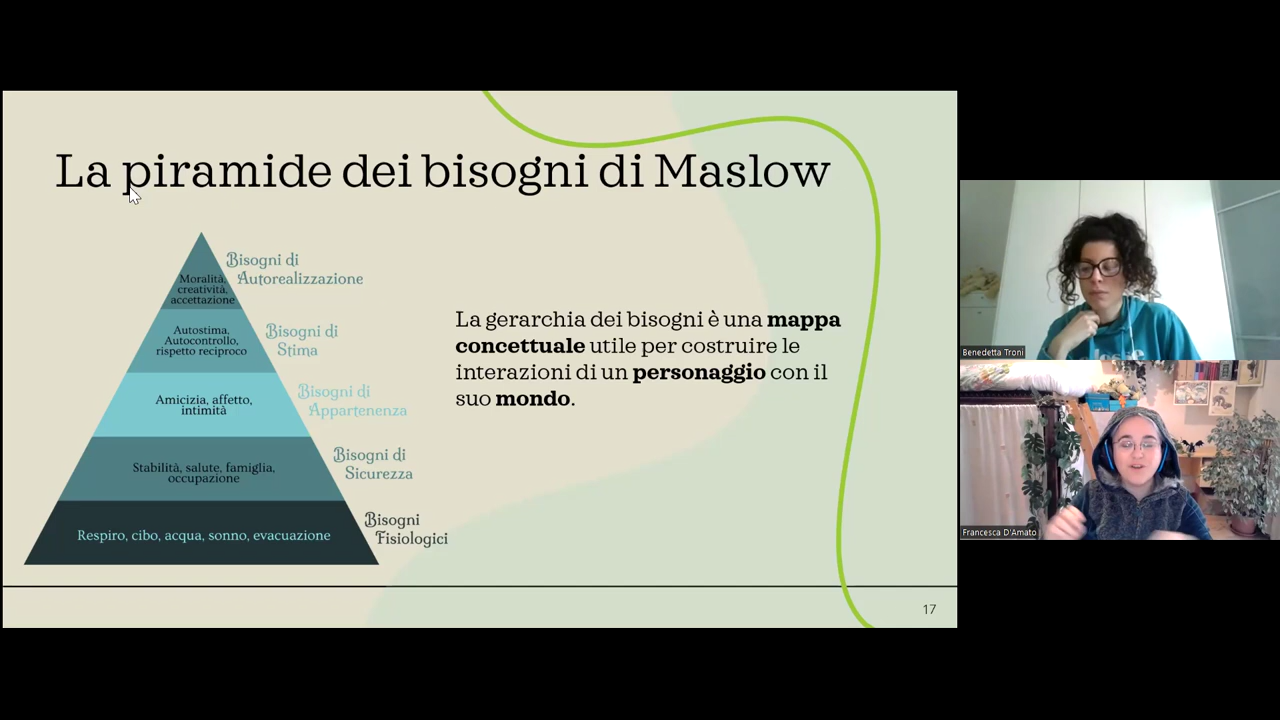 La piramide dei bisogni di Maslow
Bisogni di
Autorealizzazione
Moralità,
creatività,
accettazione
Bisogni di
Stima
Autostima,
Autocontrollo,
rispetto reciproco
Bisogni di
Appartenenza
Amicizia, affetto,
intimità
Bisogni di
Sicurezza
Stabilità, salute, famiglia,
occupazione
Bisogni
Fisiologici
Respiro, cibo, acqua, sonno, evacuazione
La gerarchia dei bisogni è una mappa
concettuale utile per costruire le
interazioni di un personaggio con il
suo mondo.
17
Benedetta Troni
Francesca D'Amato